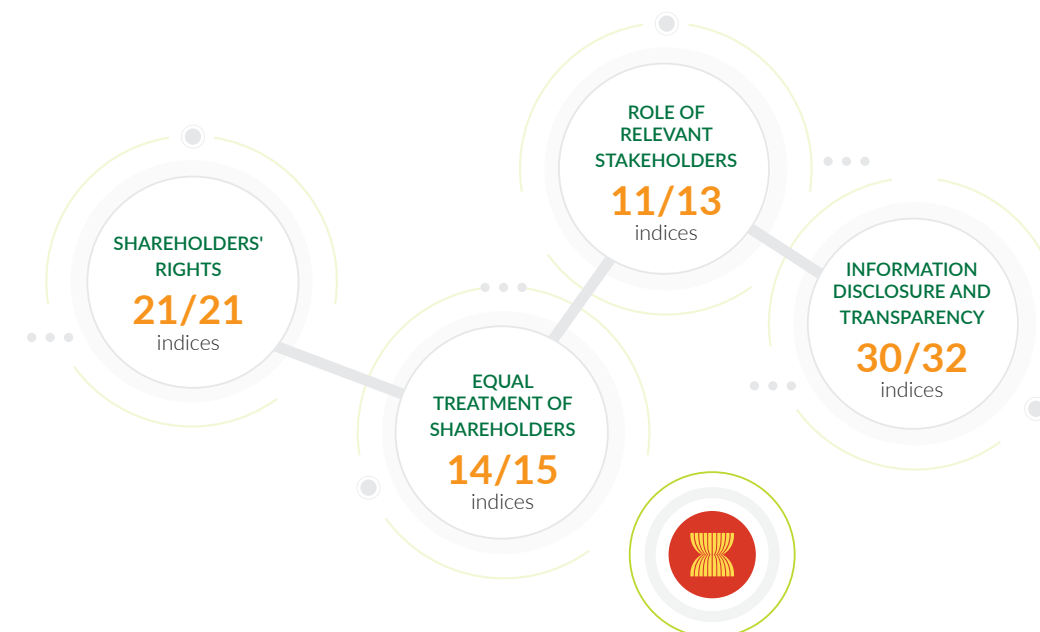 SHAREHOLDERS'
RIGHTS
21/21
indices
EQUAL
TREATMENT OF
SHAREHOLDERS
14/15
indices
ROLE OF
RELEVANT
STAKEHOLDERS
11/13
indices
INFORMATION
DISCLOSURE AND
TRANSPARENCY
30/32
indices